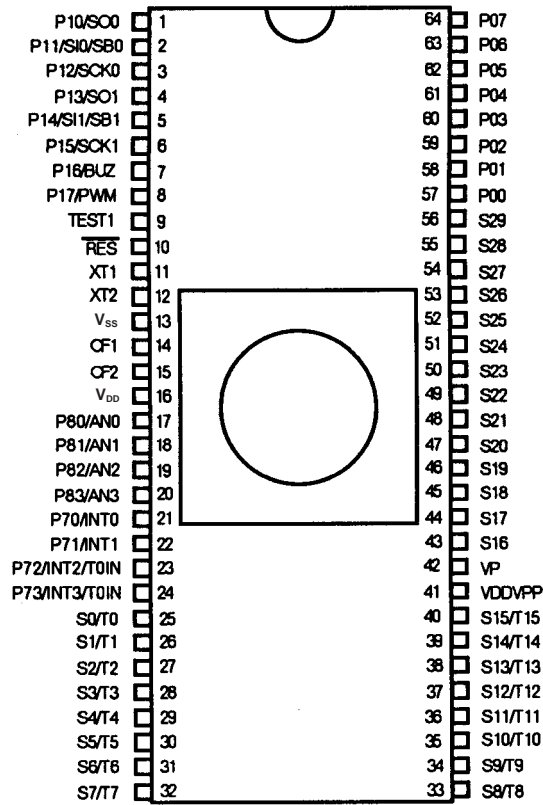 P10/SO0 1 64 P07
P11/SI0/SB0 2 63 P06
P12/SCK0 3 62 P05
P13/SO1 4 61 P04
P14/SI1/SB1 5 60 P03
P15/SCK1 6 59 P02
P16/BUZ 7 58 P01
P17/PWM 8 57 P00
TEST1 9 56 S29
RES 10 55 S28
XT1 11 54 S27
XT2 12 53 S26
Vss 13 52 S25
CF1 14 51 S24
CF2 15 50 S23
VDD 16 49 S22
P80/AN0 17 48 S21
P81/AN1 18 47 S20
P82/AN2 19 46 S19
P83/AN3 20 45 S18
P70/INT0 21 44 S17
P71/INT1 22 43 S16
P72/INT2/T0IN 23 42 VP
P73/INT3/T0IN 24 41 VDDVPP
S0/T0 25 40 S15/T15
S1/T1 26 39 S14/T14
S2/T2 27 38 S13/T13
S3/T3 28 37 S12/T12
S4/T4 29 36 S11/T11
S5/T5 30 35 S10/T10
S6/T6 31 34 S9/T9
S7/T7 32 33 S8/T8